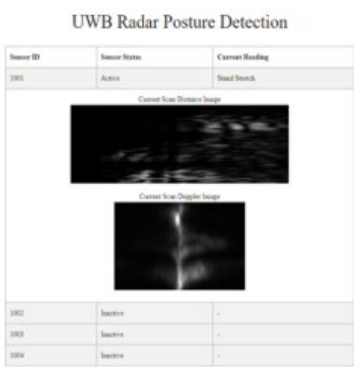 UWB Radar Posture Detection
Sensor ID Sensor Status Current Reading
1001 Active Stand Stretch
Current Scan Distance Image
Current Scan Doppler Image
1002 Inactive -
1003 Inactive -
1004 Inactive -